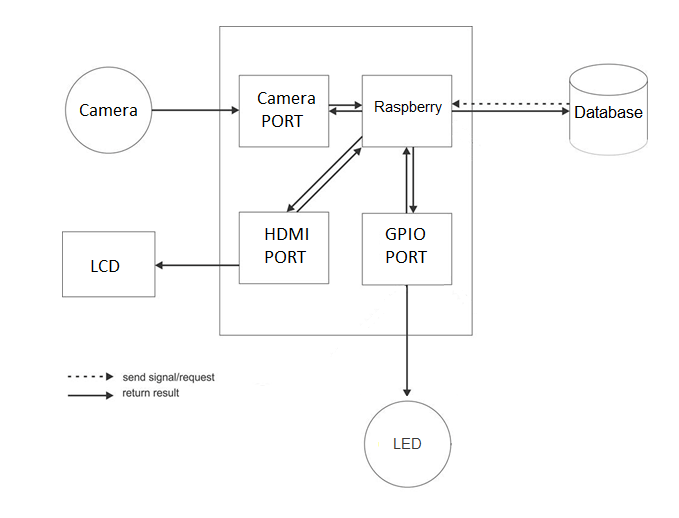 Camera
Camera
PORT
Raspberry
Database
HDMI
PORT
GPIO
PORT
LCD
send signal/request
return result
LED